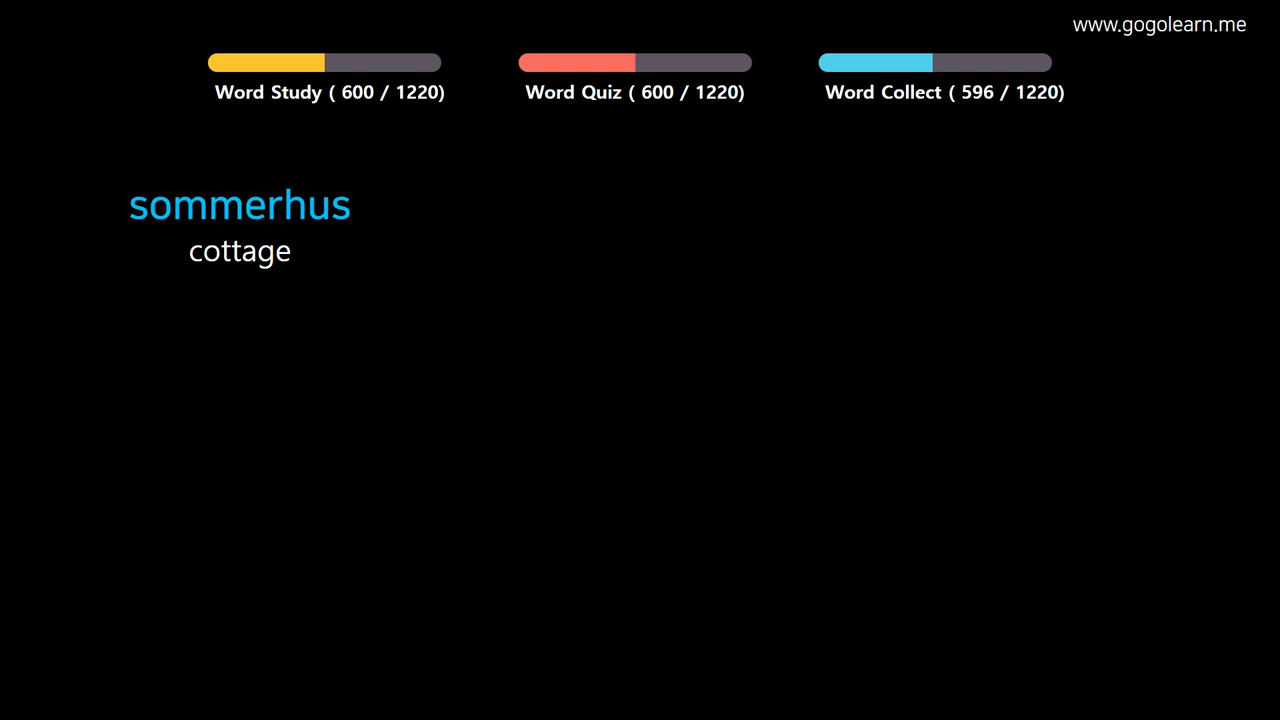 www.gogolearn.me
Word Study ( 600 / 1220)
Word Quiz ( 600 / 1220)
Word Collect ( 596 / 1220)
sommerhus
cottage